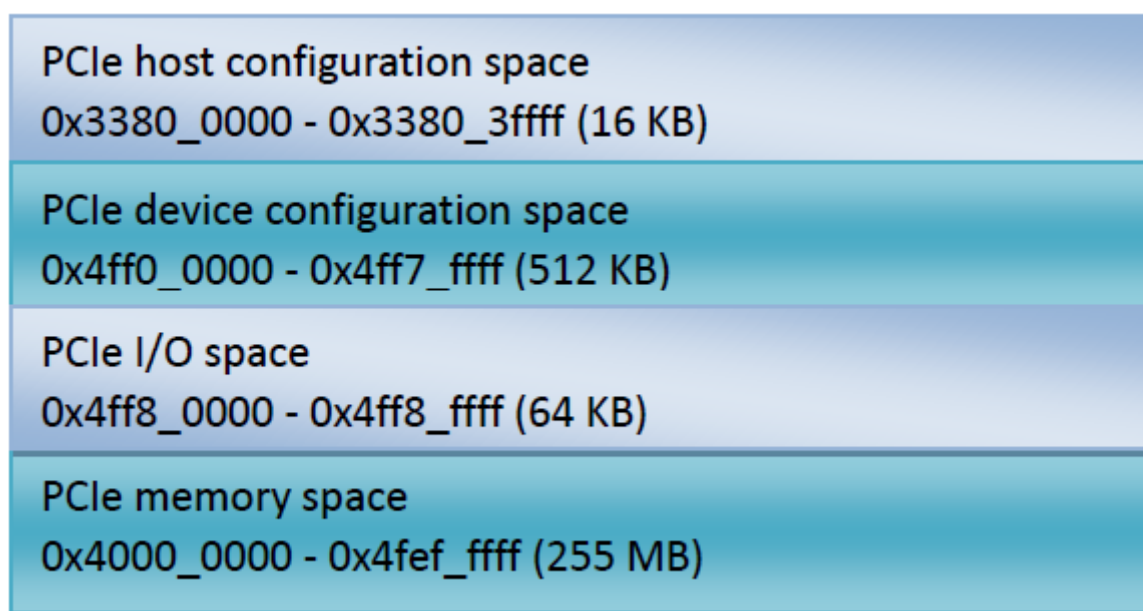 PCIe host configuration space
0x3380_0000 - 0x3380_3ffff (16 KB)
PCIe device configuration space
0x4ff0_0000 - 0x4ff7_ffff (512 KB)
PCIe I/O space
0x4ff8_0000 - 0x4ff8_ffff (64 KB)
PCIe memory space
0x4000_0000 - 0x4fef_ffff (255 MB)